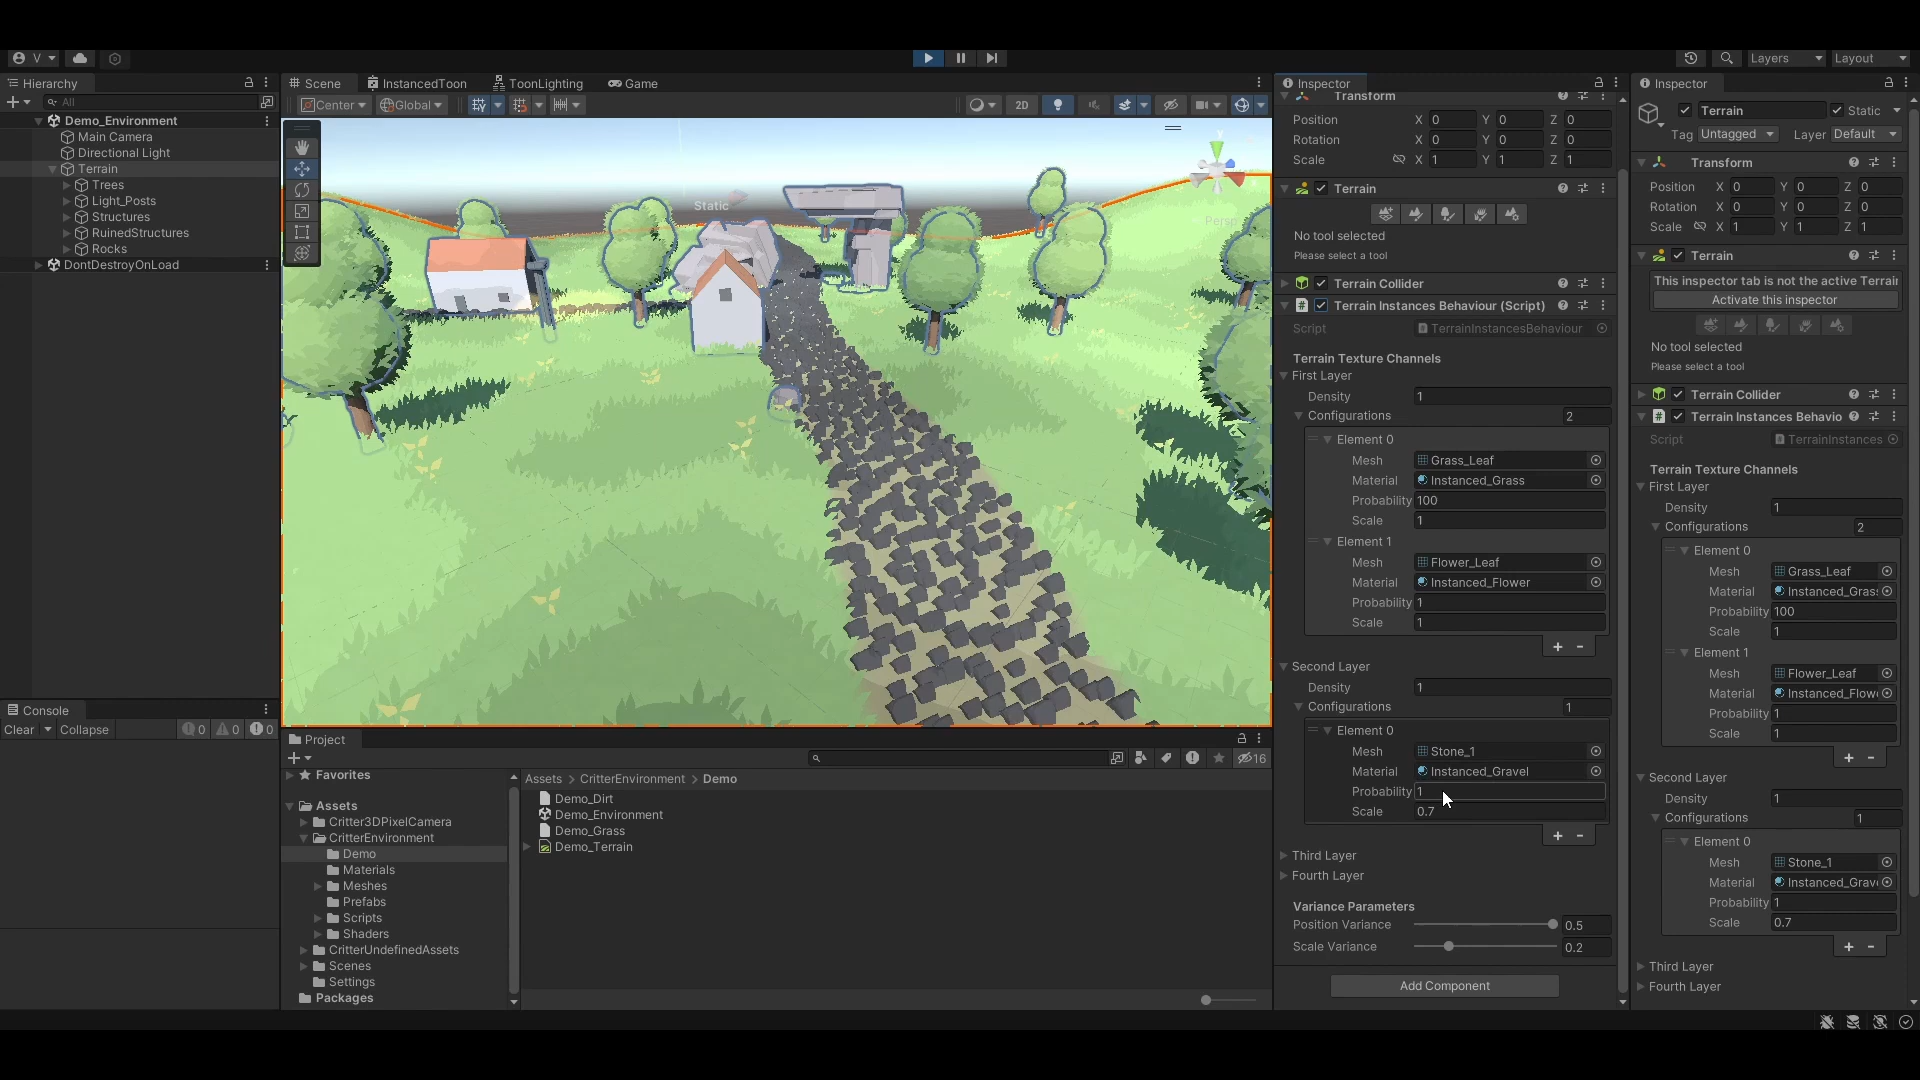 V
Layers
Layout
Hierarchy
All
Demo_Environment
Main Camera
Directional Light
Terrain
Trees
Light_Posts
Structures
RuinedStructures
Rocks
DontDestroyOnLoad
Console
Clear
Collapse
0
0
0
Scene
InstancedToon
ToonLighting
Game
Center
Global
2D
Static
y
Persp
Project
16
Favorites
Assets
Critter3DPixelCamera
CritterEnvironment
Demo
Materials
Meshes
Prefabs
Scripts
Shaders
CritterUndefinedAssets
Scenes
Settings
Packages
Assets > CritterEnvironment > Demo
Demo_Dirt
Demo_Environment
Demo_Grass
Demo_Terrain
Inspector
Transform
Position X 0 Y 0 Z 0
Rotation X 0 Y 0 Z 0
Scale X 1 Y 1 Z 1
Terrain
No tool selected
Please select a tool
Terrain Collider
# Terrain Instances Behaviour (Script)
Script TerrainInstancesBehaviour
Terrain Texture Channels
First Layer
Density 1
Configurations 2
Element 0
Mesh Grass_Leaf
Material Instanced_Grass
Probability 100
Scale 1
Element 1
Mesh Flower_Leaf
Material Instanced_Flower
Probability 1
Scale 1
+ -
Second Layer
Density 1
Configurations 1
Element 0
Mesh Stone_1
Material Instanced_Gravel
Probability 1
Scale 0.7
+ -
Third Layer
Fourth Layer
Variance Parameters
Position Variance 0.5
Scale Variance 0.2
Add Component
Inspector
Terrain Static
Tag Untagged Layer Default
Transform
Position X 0 Y 0 Z 0
Rotation X 0 Y 0 Z 0
Scale X 1 Y 1 Z 1
Terrain
This inspector tab is not the active Terrai
Activate this inspector
No tool selected
Please select a tool
Terrain Collider
# Terrain Instances Behavio
Script TerrainInstances
Terrain Texture Channels
First Layer
Density 1
Configurations 2
Element 0
Mesh Grass_Leaf
Material Instanced_Gras
Probability 100
Scale 1
Element 1
Mesh Flower_Leaf
Material Instanced_Flow
Probability 1
Scale 1
+ -
Second Layer
Density 1
Configurations 1
Element 0
Mesh Stone_1
Material Instanced_Grav
Probability 1
Scale 0.7
+ -
Third Layer
Fourth Layer